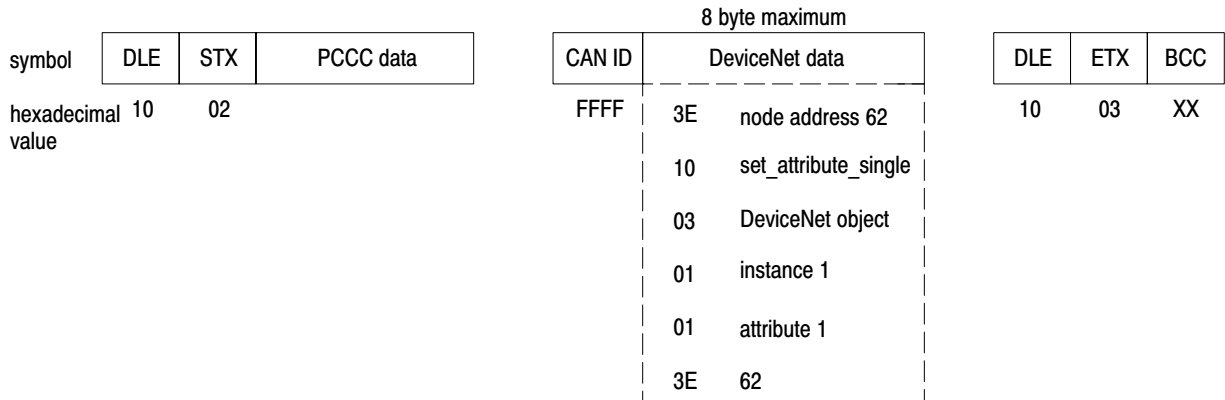 8 byte maximum
symbol DLE STX PCCC data CAN ID DeviceNet data DLE ETX BCC
hexadecimal value 10 02 FFFF 3E node address 62 10 03 XX
10 set_attribute_single
03 DeviceNet object
01 instance 1
01 attribute 1
3E 62